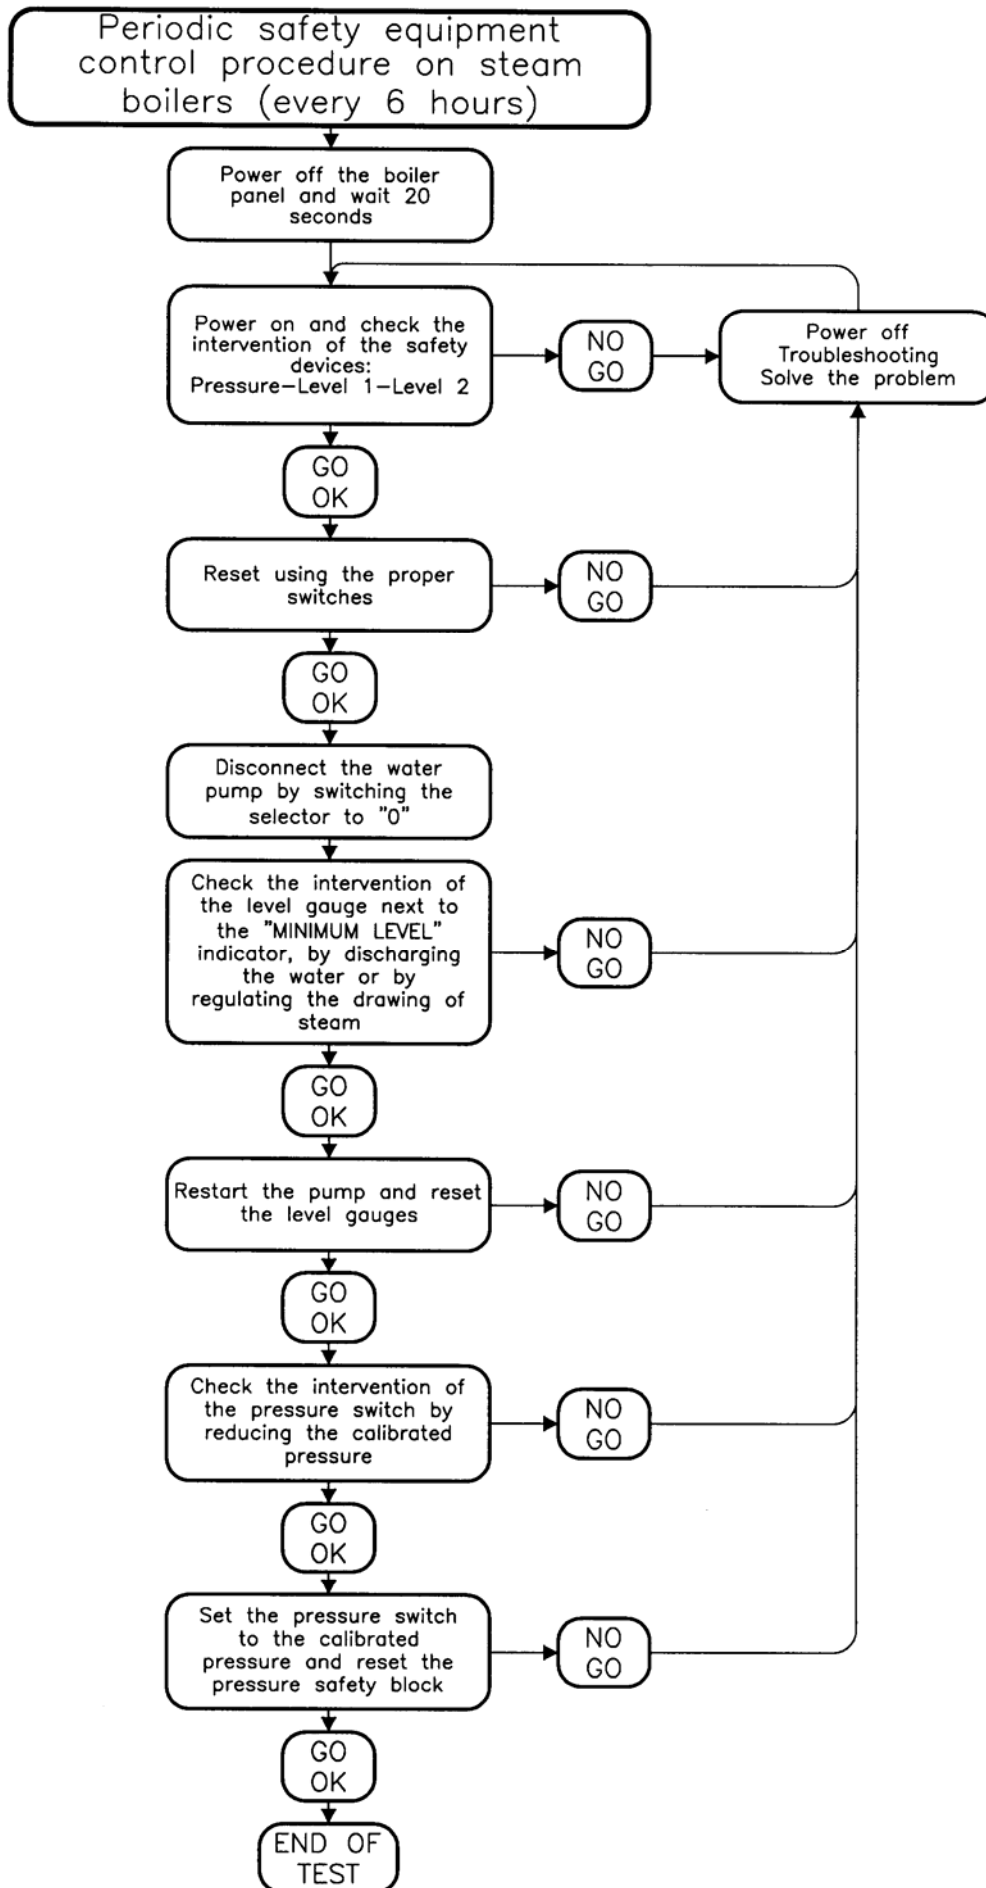 Periodic safety equipment
control procedure on steam
boilers (every 6 hours)
Power off the boiler
panel and wait 20
seconds
Power on and check the
intervention of the safety
devices:
Pressure-Level 1-Level 2
NO
GO
Power off
Troubleshooting
Solve the problem
GO
OK
Reset using the proper
switches
NO
GO
GO
OK
Disconnect the water
pump by switching the
selector to "0"
Check the intervention of
the level gauge next to
the "MINIMUM LEVEL"
indicator, by discharging
the water or by
regulating the drawing of
steam
NO
GO
GO
OK
Restart the pump and reset
the level gauges
NO
GO
GO
OK
Check the intervention of
the pressure switch by
reducing the calibrated
pressure
NO
GO
GO
OK
Set the pressure switch
to the calibrated
pressure and reset the
pressure safety block
NO
GO
GO
OK
END OF
TEST